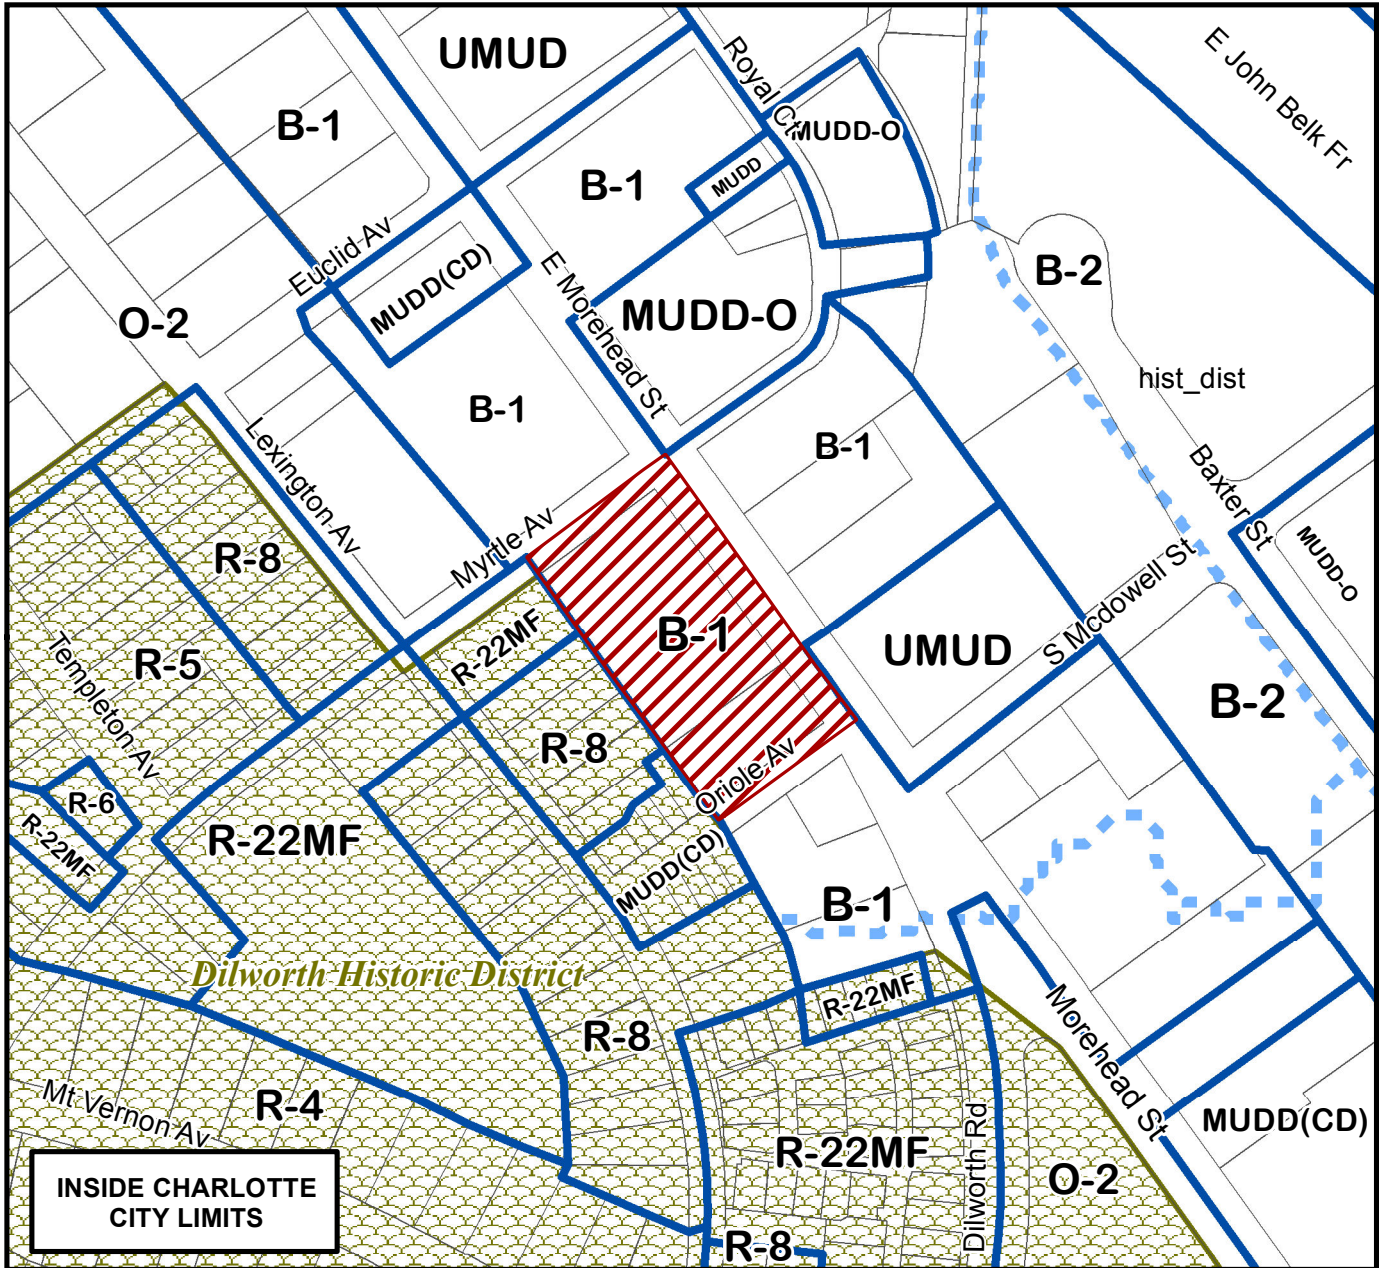 UMUD
Royal Ct
E John Belk Fr
B-1
MUDD-O
B-1
MUDD
Euclid Av
MUDD(CD)
B-2
O-2
E Morehead St
MUDD-O
hist_dist
B-1
B-1
Lexington Av
Baxter St
Myrtle Av
MUDD-O
R-8
S Mcdowell St
B-1
R-22MF
UMUD
R-5
Templeton Av
B-2
R-8
Oriole Av
R-6
R-22MF
R-22MF
MUDD(CD)
B-1
Dilworth Historic District
R-22MF
R-8
Morehead St
R-4
Mt Vernon Av
MUDD(CD)
R-22MF
Dilworth Rd
O-2
INSIDE CHARLOTTE
CITY LIMITS
R-8